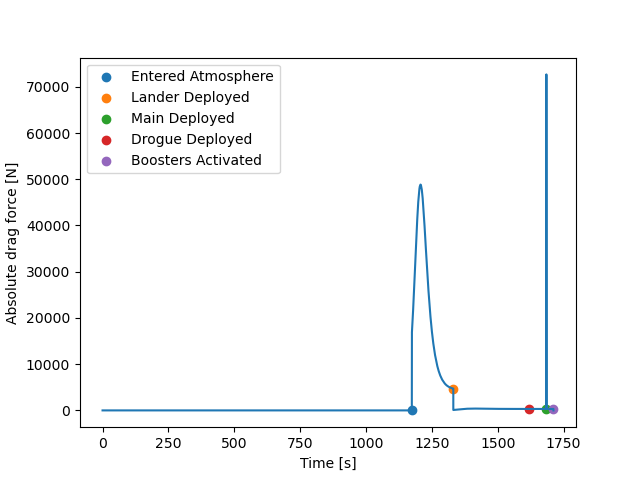 Entered Atmosphere
Lander Deployed
Main Deployed
Drogue Deployed
Boosters Activated
70000
60000
50000
40000
30000
20000
10000
0
Absolute drag force [N]
0 250 500 750 1000 1250 1500 1750
Time [s]